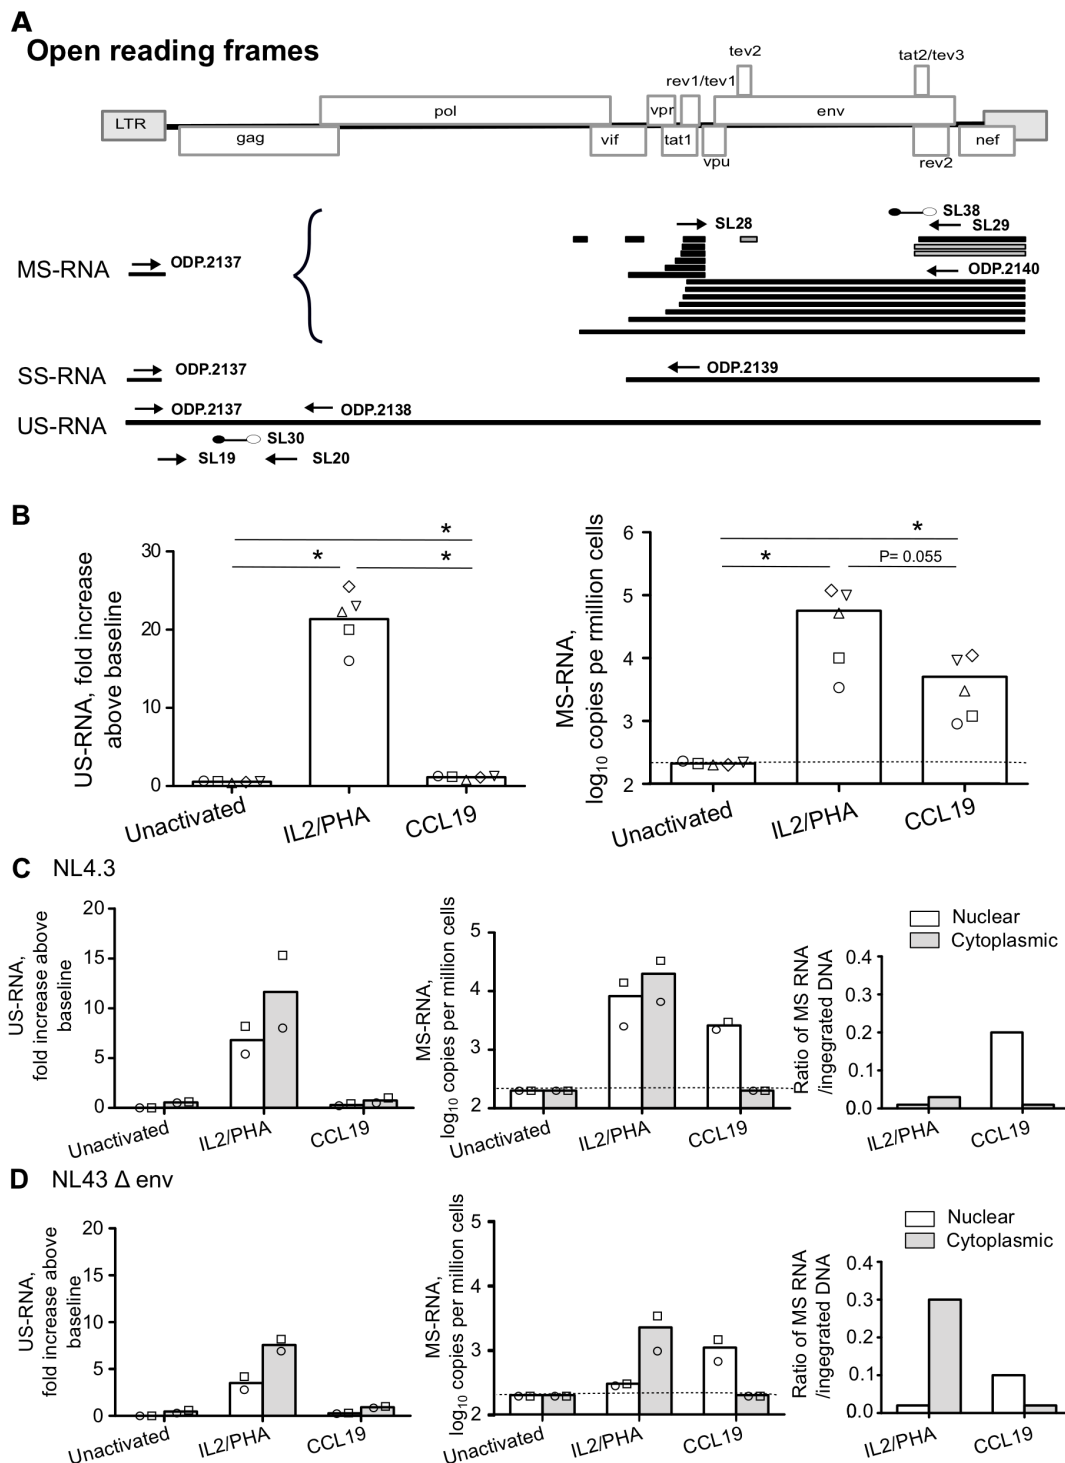 A
Open reading frames
tev2
tat2/tev3
rev1/tev1
LTR
pol
vpr
env
gag
vif
tat1
vpu
rev2
nef
SL38
SL28
SL29
MS-RNA
ODP.2137
ODP.2140
SS-RNA
ODP.2137
ODP.2139
US-RNA
ODP.2137
ODP.2138
SL30
SL19
SL20
B
US-RNA, fold increase
above baseline
30
20
10
0
*
*
*
Unactivated
IL2/PHA
CCL19
MS-RNA,
log10 copies pe rmillion cells
6
5
4
3
2
*
*
P= 0.055
Unactivated
IL2/PHA
CCL19
C NL4.3
US-RNA,
fold increase above
baseline
20
15
10
5
0
Unactivated
IL2/PHA
CCL19
MS-RNA,
log10 copies per million cells
5
4
3
2
Unactivated
IL2/PHA
CCL19
Nuclear
Cytoplasmic
Ratio of MS RNA
/ingegrated DNA
0.4
0.3
0.2
0.1
0.0
IL2/PHA
CCL19
D NL43 Δ env
US-RNA,
fold increase above
baseline
20
15
10
5
0
Unactivated
IL2/PHA
CCL19
MS-RNA,
log10 copies per million cells
5
4
3
2
Unactivated
IL2/PHA
CCL19
Nuclear
Cytoplasmic
Ratio of MS RNA
/ingegrated DNA
0.4
0.3
0.2
0.1
0.0
IL2/PHA
CCL19